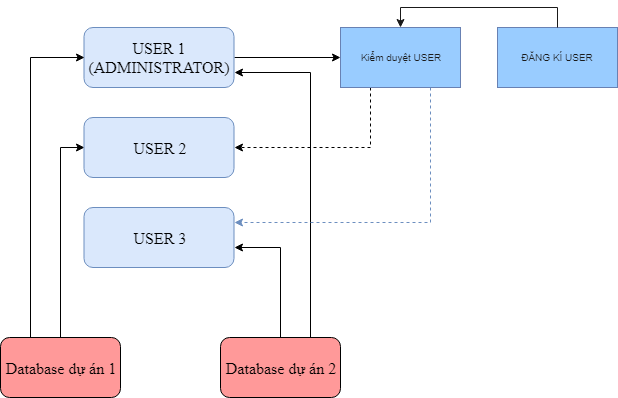 USER 1
(ADMINISTRATOR)
Kiểm duyệt USER
ĐĂNG KÍ USER
USER 2
USER 3
Database dự án 1
Database dự án 2